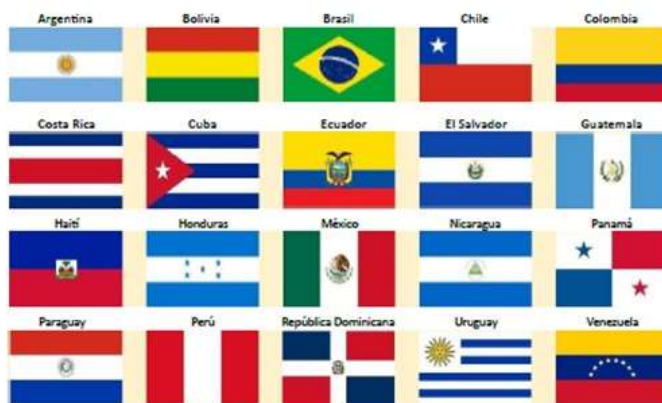 Argentina Bolivia Brasil Chile Colombia
Costa Rica Cuba Ecuador El Salvador Guatemala
Haití Honduras México Nicaragua Panamá
Paraguay Perú República Dominicana Uruguay Venezuela